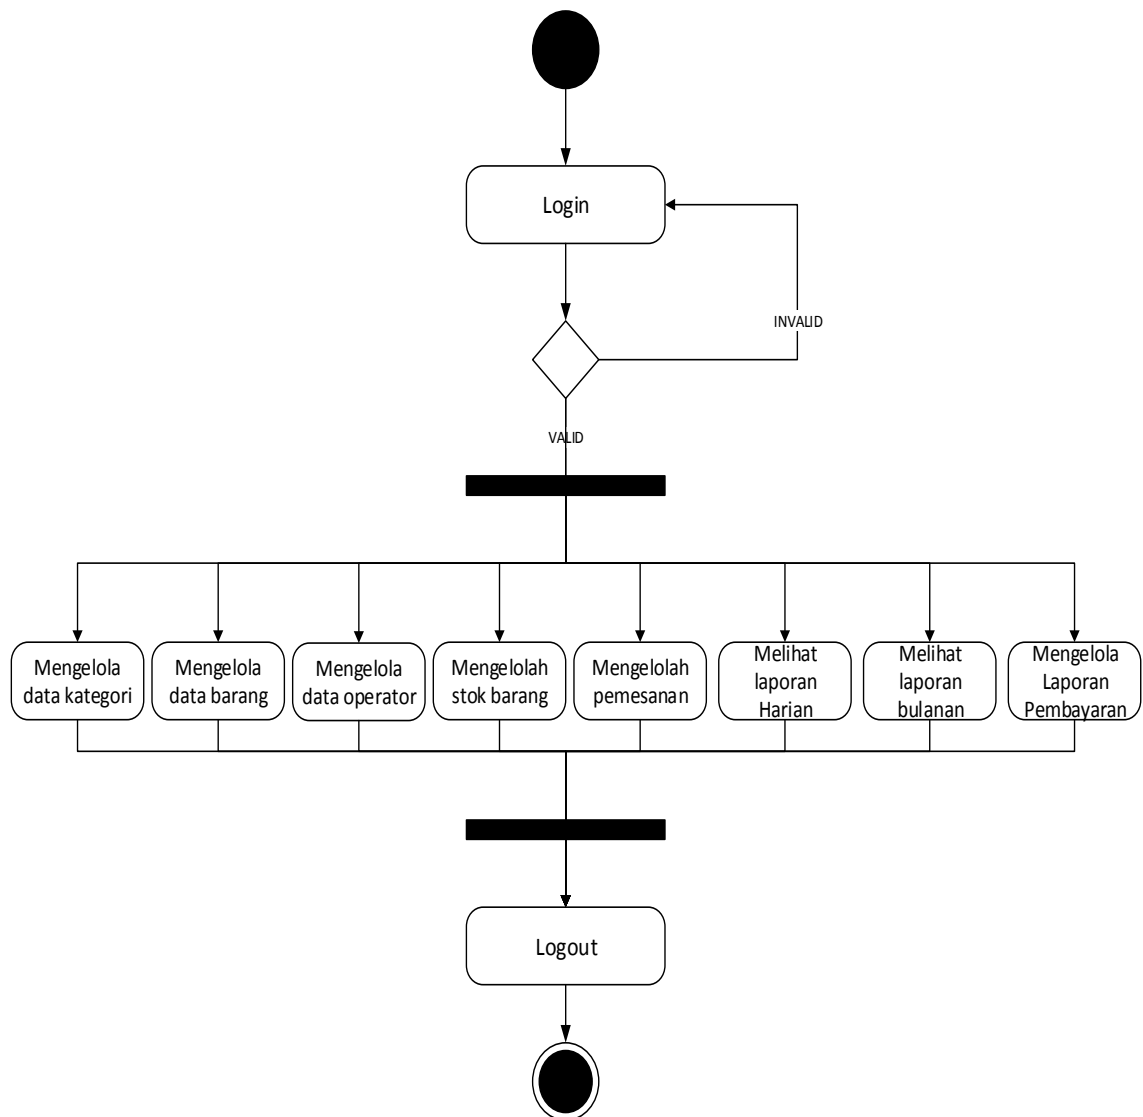 Login
INVALID
VALID
Mengelola
data kategori
Mengelola
data barang
Mengelola
data operator
Mengelolah
stok barang
Mengelolah
pemesanan
Melihat
laporan
Harian
Melihat
laporan
bulanan
Mengelola
Laporan
Pembayaran
Logout